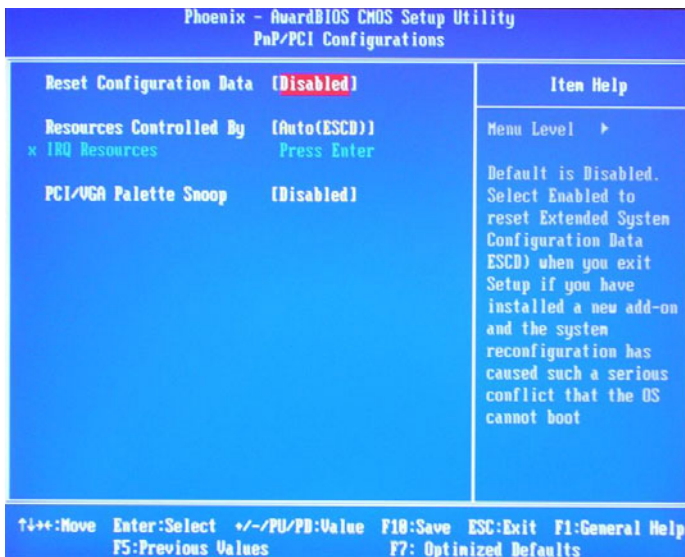 Phoenix - AwardBIOS CMOS Setup Utility
PnP/PCI Configurations
Reset Configuration Data [Disabled]
Resources Controlled By [Auto(ESCD)]
x IRQ Resources Press Enter
PCI/VGA Palette Snoop [Disabled]
Item Help
Menu Level ▸
Default is Disabled.
Select Enabled to
reset Extended System
Configuration Data
ESCD) when you exit
Setup if you have
installed a new add-on
and the system
reconfiguration has
caused such a serious
conflict that the OS
cannot boot
↑↓→←:Move Enter:Select +/-/PU/PD:Value F10:Save ESC:Exit F1:General Help
F5:Previous Values F7: Optimized Defaults